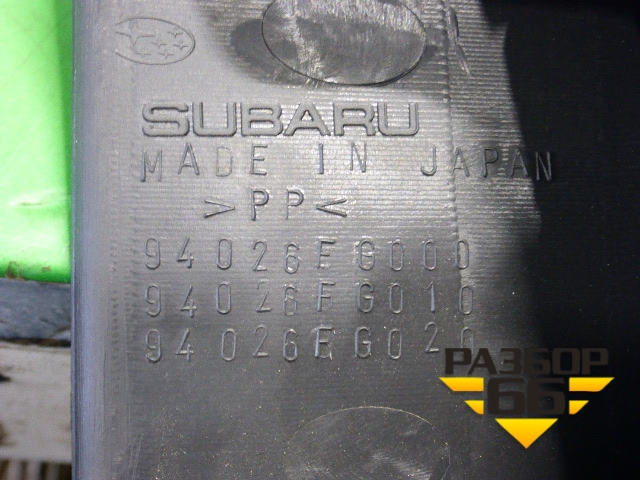 SUBARU
MADE IN JAPAN
>PP<
94026FG000
94026FG010
94026FG020
РАЗБОР
66